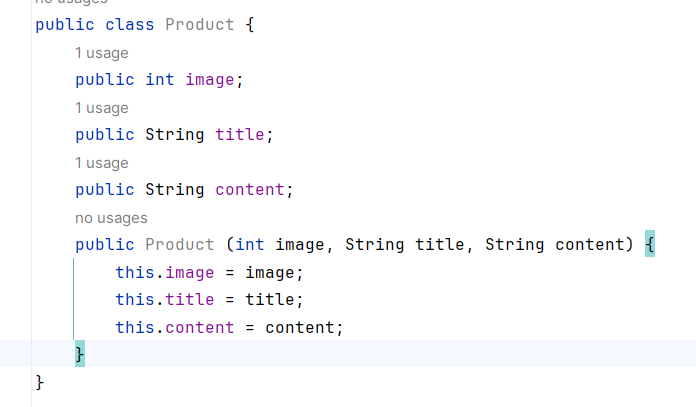 no usages
public class Product {
1 usage
public int image;
1 usage
public String title;
1 usage
public String content;
no usages
public Product (int image, String title, String content) {
this.image = image;
this.title = title;
this.content = content;
}
}